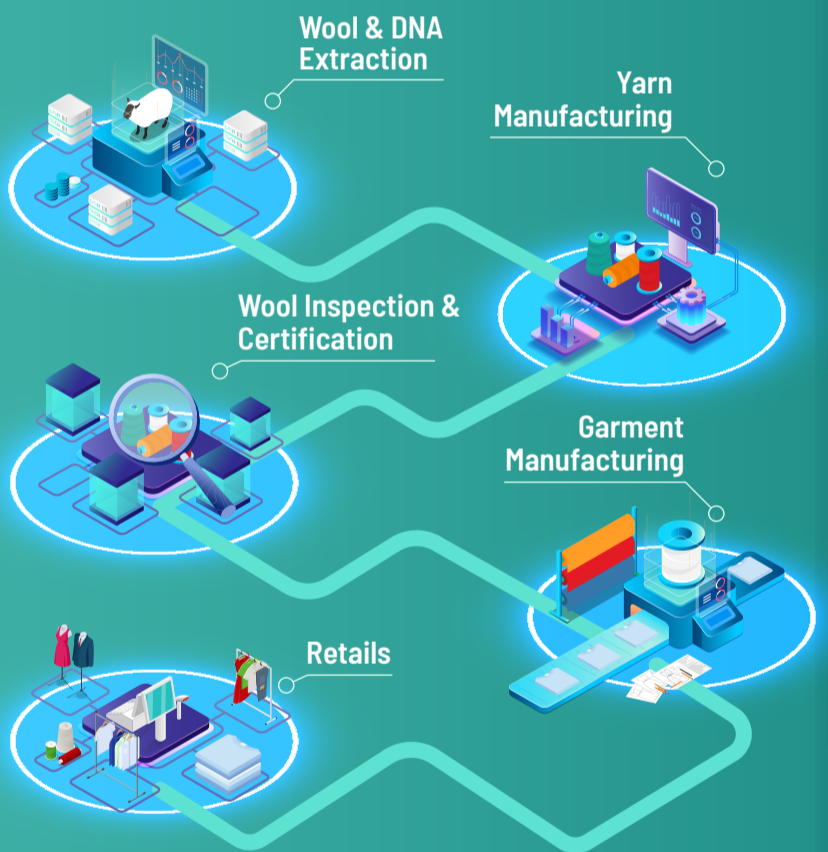 Wool & DNA
Extraction
Yarn
Manufacturing
Wool Inspection &
Certification
Garment
Manufacturing
Retails